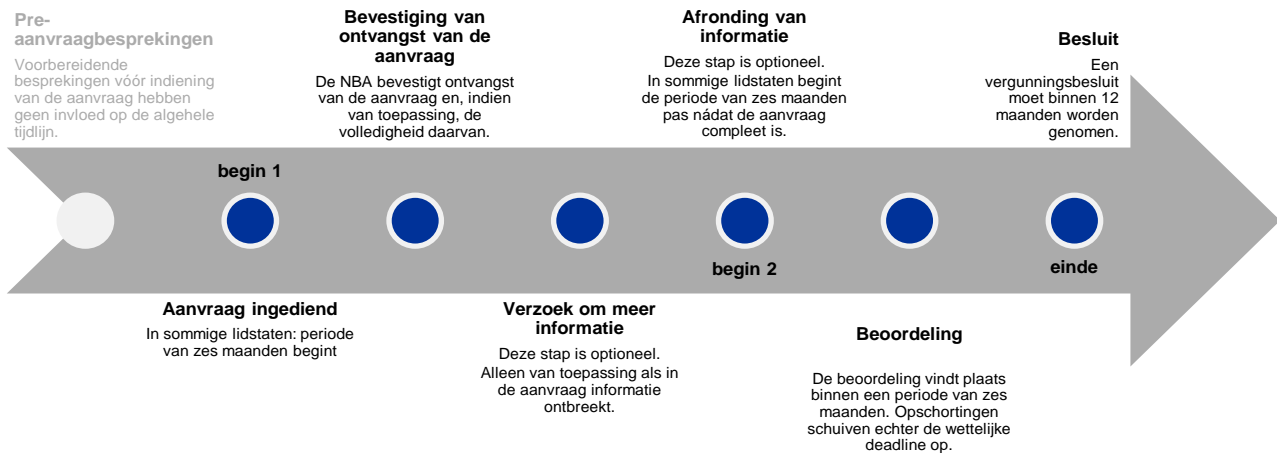 Pre-
aanvraagbesprekingen
Voorbereidende
besprekingen vóór indiening
van de aanvraag hebben
geen invloed op de algehele
tijdlijn.
Bevestiging van
ontvangst van de
aanvraag
De NBA bevestigt ontvangst
van de aanvraag en, indien
van toepassing, de
volledigheid daarvan.
Afronding van
informatie
Deze stap is optioneel.
In sommige lidstaten begint
de periode van zes maanden
pas nádat de aanvraag
compleet is.
Besluit
Een
vergunningsbesluit
moet binnen 12
maanden worden
genomen.
begin 1
begin 2
einde
Aanvraag ingediend
In sommige lidstaten: periode
van zes maanden begint
Verzoek om meer
informatie
Deze stap is optioneel.
Alleen van toepassing als in
de aanvraag informatie
ontbreekt.
Beoordeling
De beoordeling vindt plaats
binnen een periode van zes
maanden. Opschortingen
schuiven echter de wettelijke
deadline op.